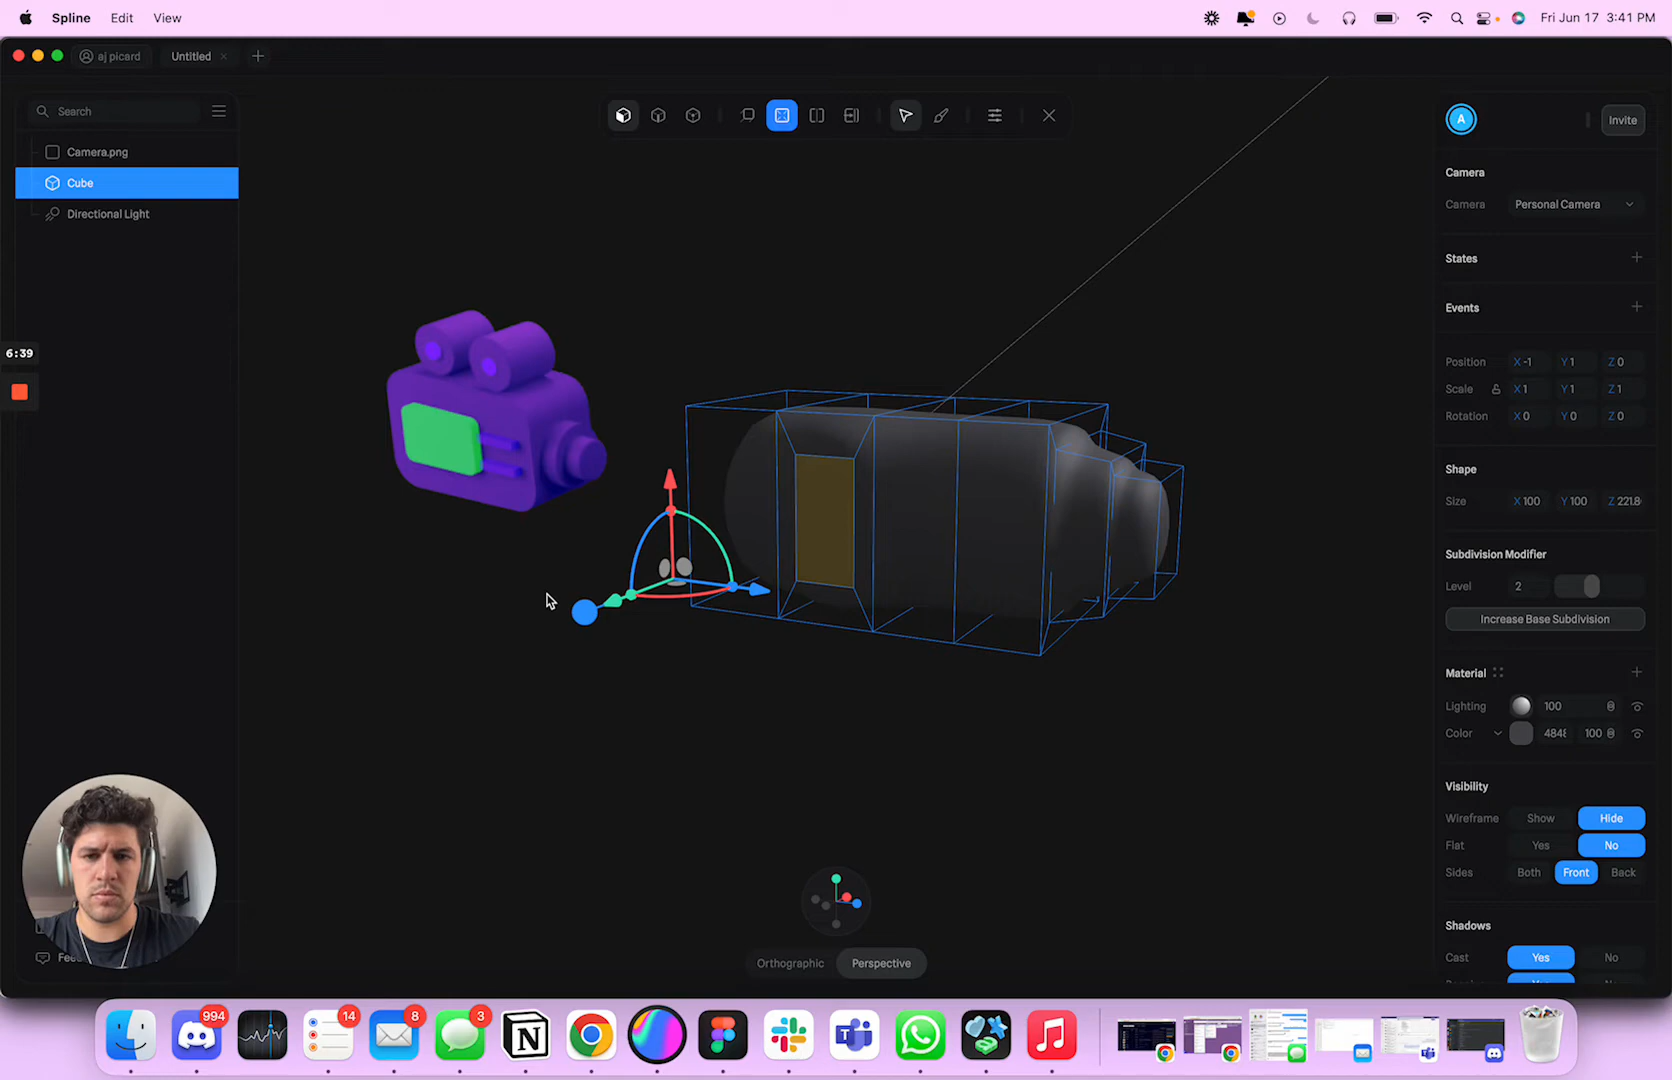 Spline Edit View
Fri Jun 17 3:41 PM
aj picard
Untitled
Search
Camera.png
Cube
Directional Light
6:39
A
Invite
Camera
Camera Personal Camera
States
Events
Position X -1 Y 1 Z 0
Scale X 1 Y 1 Z 1
Rotation X 0 Y 0 Z 0
Shape
Size X 100 Y 100 Z 221.8
Subdivision Modifier
Level 2
Increase Base Subdivision
Material
Lighting 100
Color 4848 100
Visibility
Wireframe Show Hide
Flat Yes No
Sides Both Front Back
Shadows
Cast Yes No
Orthographic Perspective
994
14
8
3